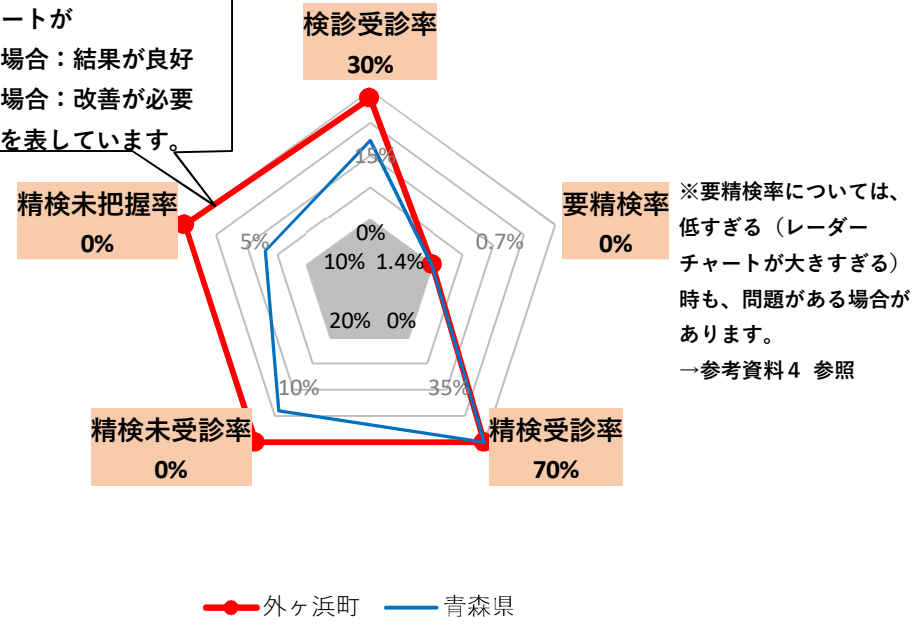 ートが
場合：結果が良好
場合：改善が必要
を表しています。
検診受診率
30%
15%
精検未把握率
0%
5%
要精検率
0%
0.7%
※要精検率については、
低すぎる（レーダー
チャートが大きすぎる）
時も、問題がある場合が
あります。
→参考資料４ 参照
0%
10% 1.4%
20% 0%
10%
35%
精検未受診率
0%
精検受診率
70%
外ヶ浜町
青森県